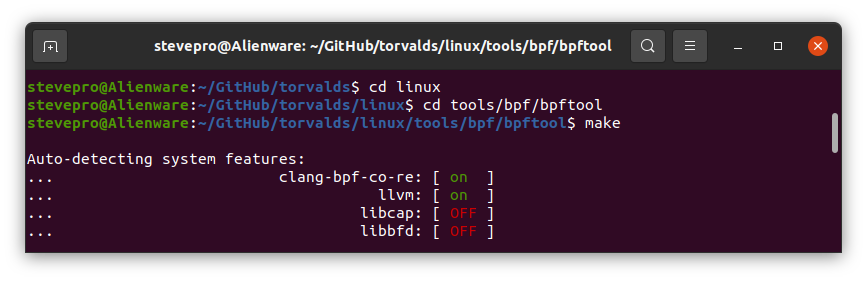 stevepro@Alienware: ~/GitHub/torvalds/linux/tools/bpf/bpftool
stevepro@Alienware:~/GitHub/torvalds$ cd linux
stevepro@Alienware:~/GitHub/torvalds/linux$ cd tools/bpf/bpftool
stevepro@Alienware:~/GitHub/torvalds/linux/tools/bpf/bpftool$ make
Auto-detecting system features:
...                            clang-bpf-co-re: [ on  ]
...                                       llvm: [ on  ]
...                                     libcap: [ OFF ]
...                                     libbfd: [ OFF ]